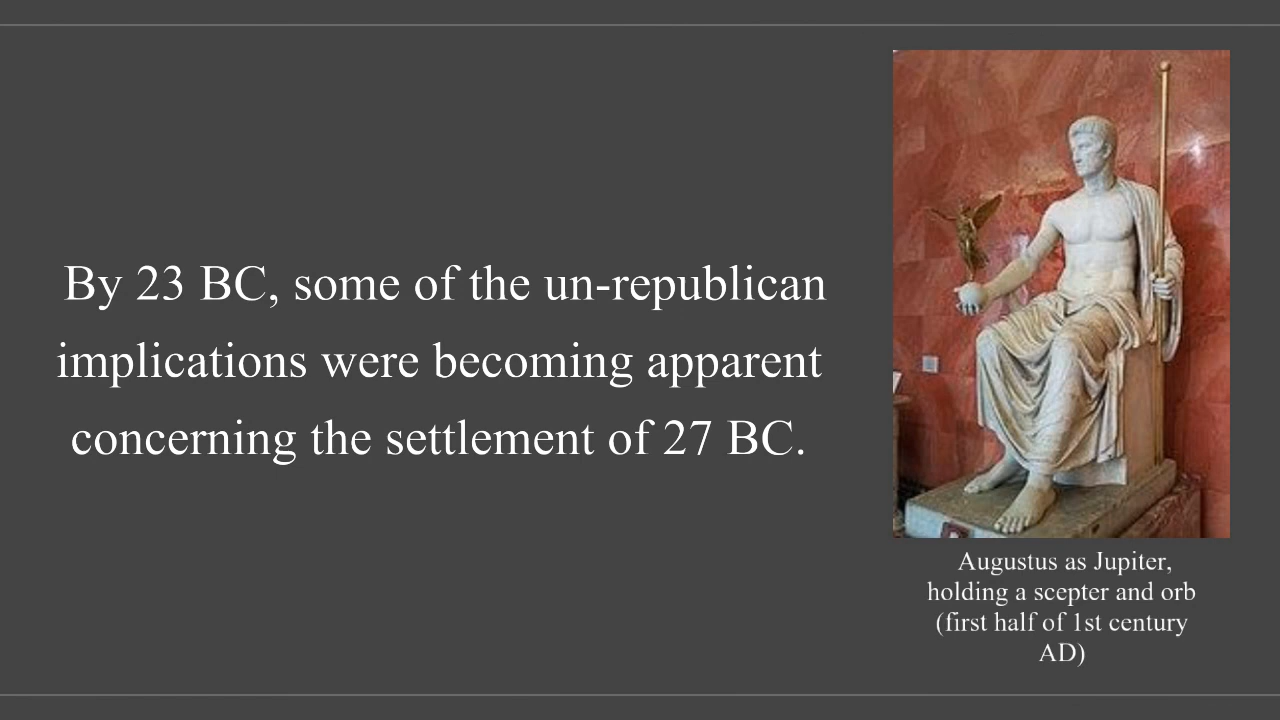 By 23 BC, some of the un-republican
implications were becoming apparent
concerning the settlement of 27 BC.
Augustus as Jupiter,
holding a scepter and orb
(first half of 1st century
AD)